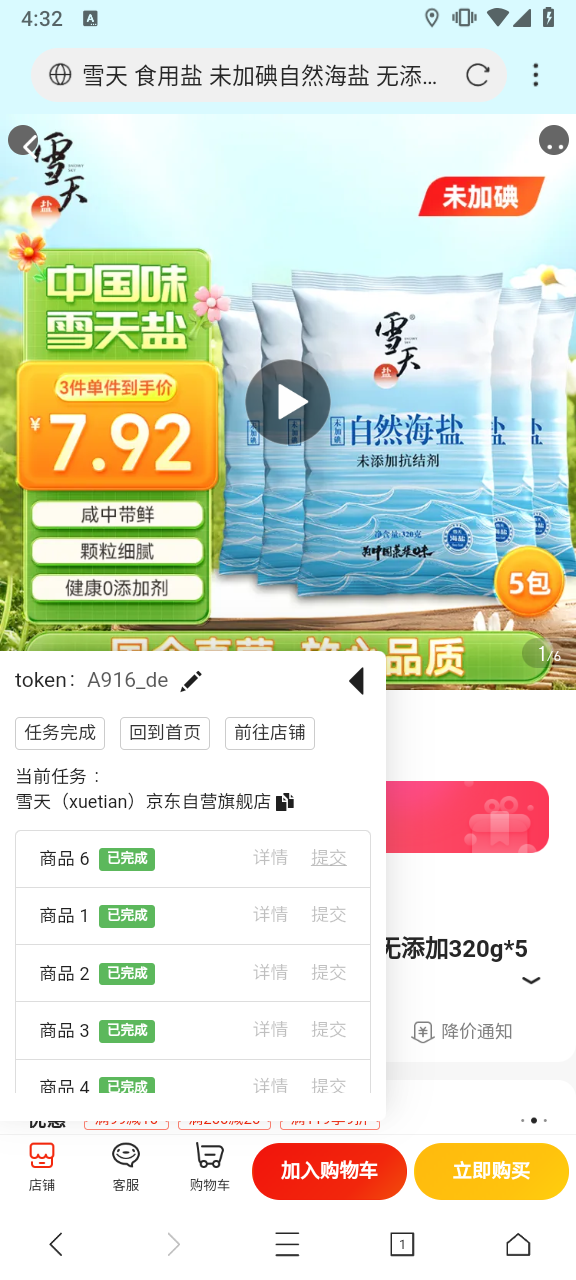 4:32
A
雪天 食用盐 未加碘自然海盐 无添...
雪天
盐
未加碘
中国味
雪天盐
3件单件到手价
¥7.92
咸中带鲜
颗粒细腻
健康0添加剂
雪天
盐
未加碘 自然海盐
未添加抗结剂
净含量:320克
5包
品质
1/6
token： A916_de
任务完成 回到首页 前往店铺
当前任务 ：
雪天（xuetian）京东自营旗舰店
商品 6 已完成 详情 提交
商品 1 已完成 详情 提交
商品 2 已完成 详情 提交
商品 3 已完成 详情 提交
商品 4 已完成 详情 提交
无添加320g*5
降价通知
优惠
店铺 客服 购物车 加入购物车 立即购买
1